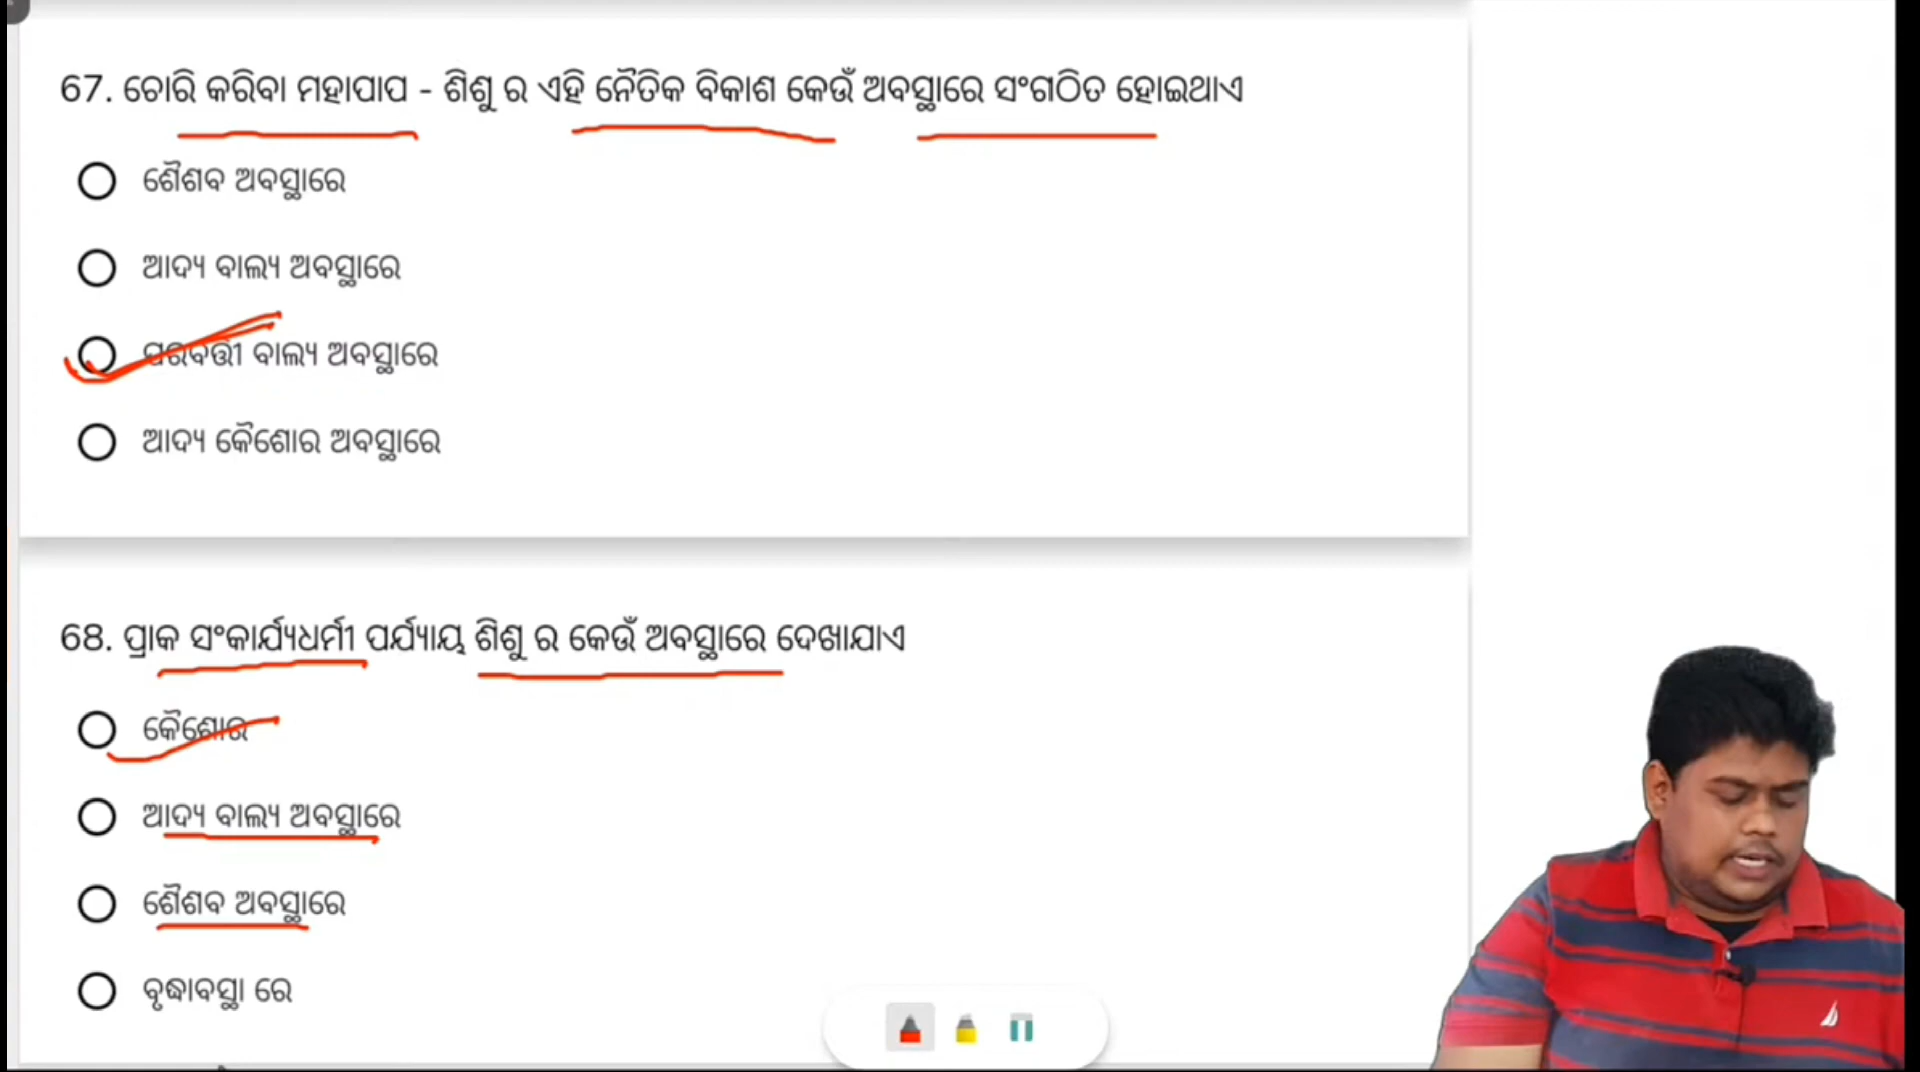 67. ଚୋରି କରିବା ମହାପାପ - ଶିଶୁ ର ଏହି ନୈତିକ ବିକାଶ କେଉଁ ଅବସ୍ଥାରେ ସଂଗଠିତ ହୋଇଥାଏ
ଶୈଶବ ଅବସ୍ଥାରେ
ଆଦ୍ୟ ବାଲ୍ୟ ଅବସ୍ଥାରେ
ପରବର୍ତ୍ତୀ ବାଲ୍ୟ ଅବସ୍ଥାରେ
ଆଦ୍ୟ କୈଶୋର ଅବସ୍ଥାରେ
68. ପ୍ରାକ ସଂକାର୍ଯ୍ୟଧର୍ମୀ ପର୍ଯ୍ୟାୟ ଶିଶୁ ର କେଉଁ ଅବସ୍ଥାରେ ଦେଖାଯାଏ
କୈଶୋର
ଆଦ୍ୟ ବାଲ୍ୟ ଅବସ୍ଥାରେ
ଶୈଶବ ଅବସ୍ଥାରେ
ବୃଦ୍ଧାବସ୍ଥା ରେ